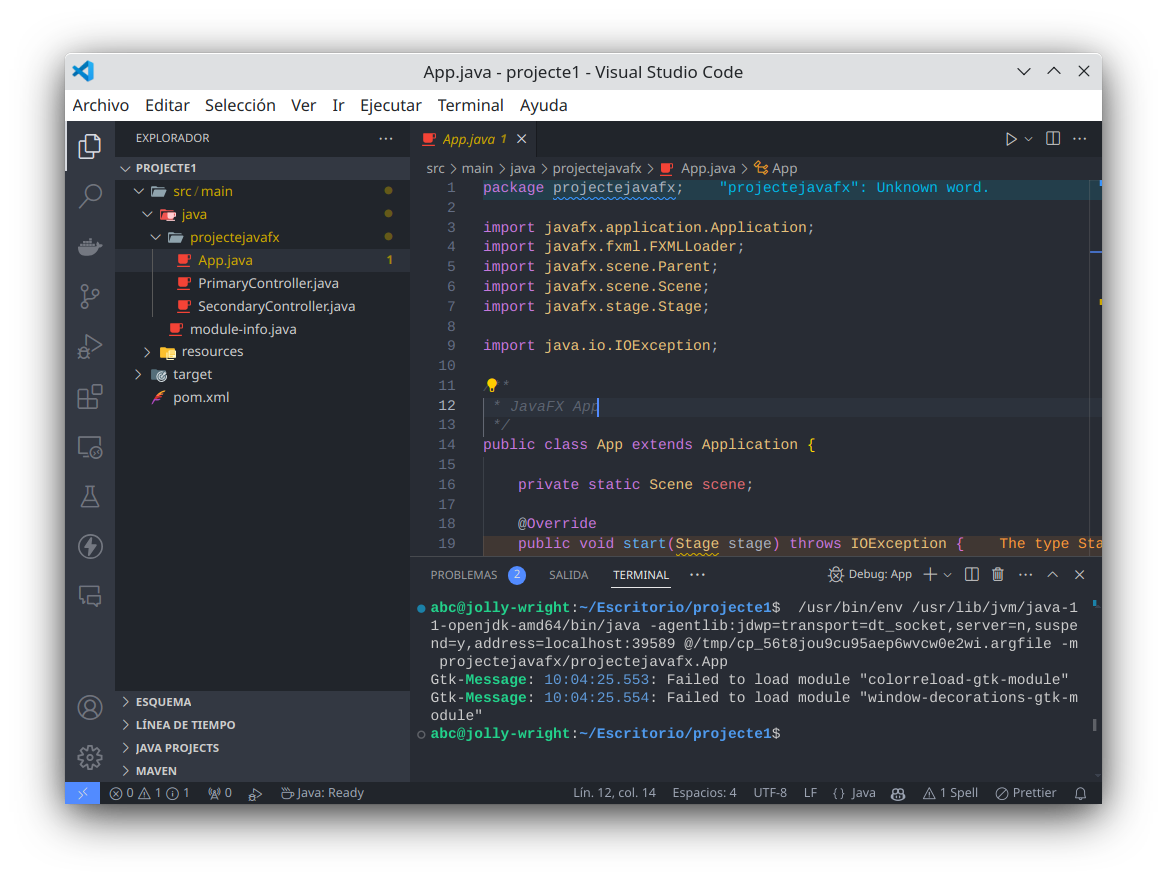 App.java - projecte1 - Visual Studio Code
Archivo Editar Selección Ver Ir Ejecutar Terminal Ayuda
EXPLORADOR
PROJECTE1
src / main
java
projectejavafx
App.java 1
PrimaryController.java
SecondaryController.java
module-info.java
resources
target
pom.xml
ESQUEMA
LÍNEA DE TIEMPO
JAVA PROJECTS
MAVEN
App.java 1
src > main > java > projectejavafx > App.java > App
1 package projectejavafx; "projectejavafx": Unknown word.
2
3 import javafx.application.Application;
4 import javafx.fxml.FXMLLoader;
5 import javafx.scene.Parent;
6 import javafx.scene.Scene;
7 import javafx.stage.Stage;
8
9 import java.io.IOException;
10
11 /**
12 * JavaFX App
13 */
14 public class App extends Application {
15
16 private static Scene scene;
17
18 @Override
19 public void start(Stage stage) throws IOException { The type Sta
PROBLEMAS 2 SALIDA TERMINAL ··· Debug: App
abc@jolly-wright:~/Escritorio/projecte1$ /usr/bin/env /usr/lib/jvm/java-1
1-openjdk-amd64/bin/java -agentlib:jdwp=transport=dt_socket,server=n,suspe
nd=y,address=localhost:39589 @/tmp/cp_56t8jou9cu95aep6wvcw0e2wi.argfile -m
projectejavafx/projectejavafx.App
Gtk-Message: 10:04:25.553: Failed to load module "colorreload-gtk-module"
Gtk-Message: 10:04:25.554: Failed to load module "window-decorations-gtk-m
odule"
abc@jolly-wright:~/Escritorio/projecte1$
0 1 1 0 Java: Ready Lín. 12, col. 14 Espacios: 4 UTF-8 LF {} Java 1 Spell Prettier